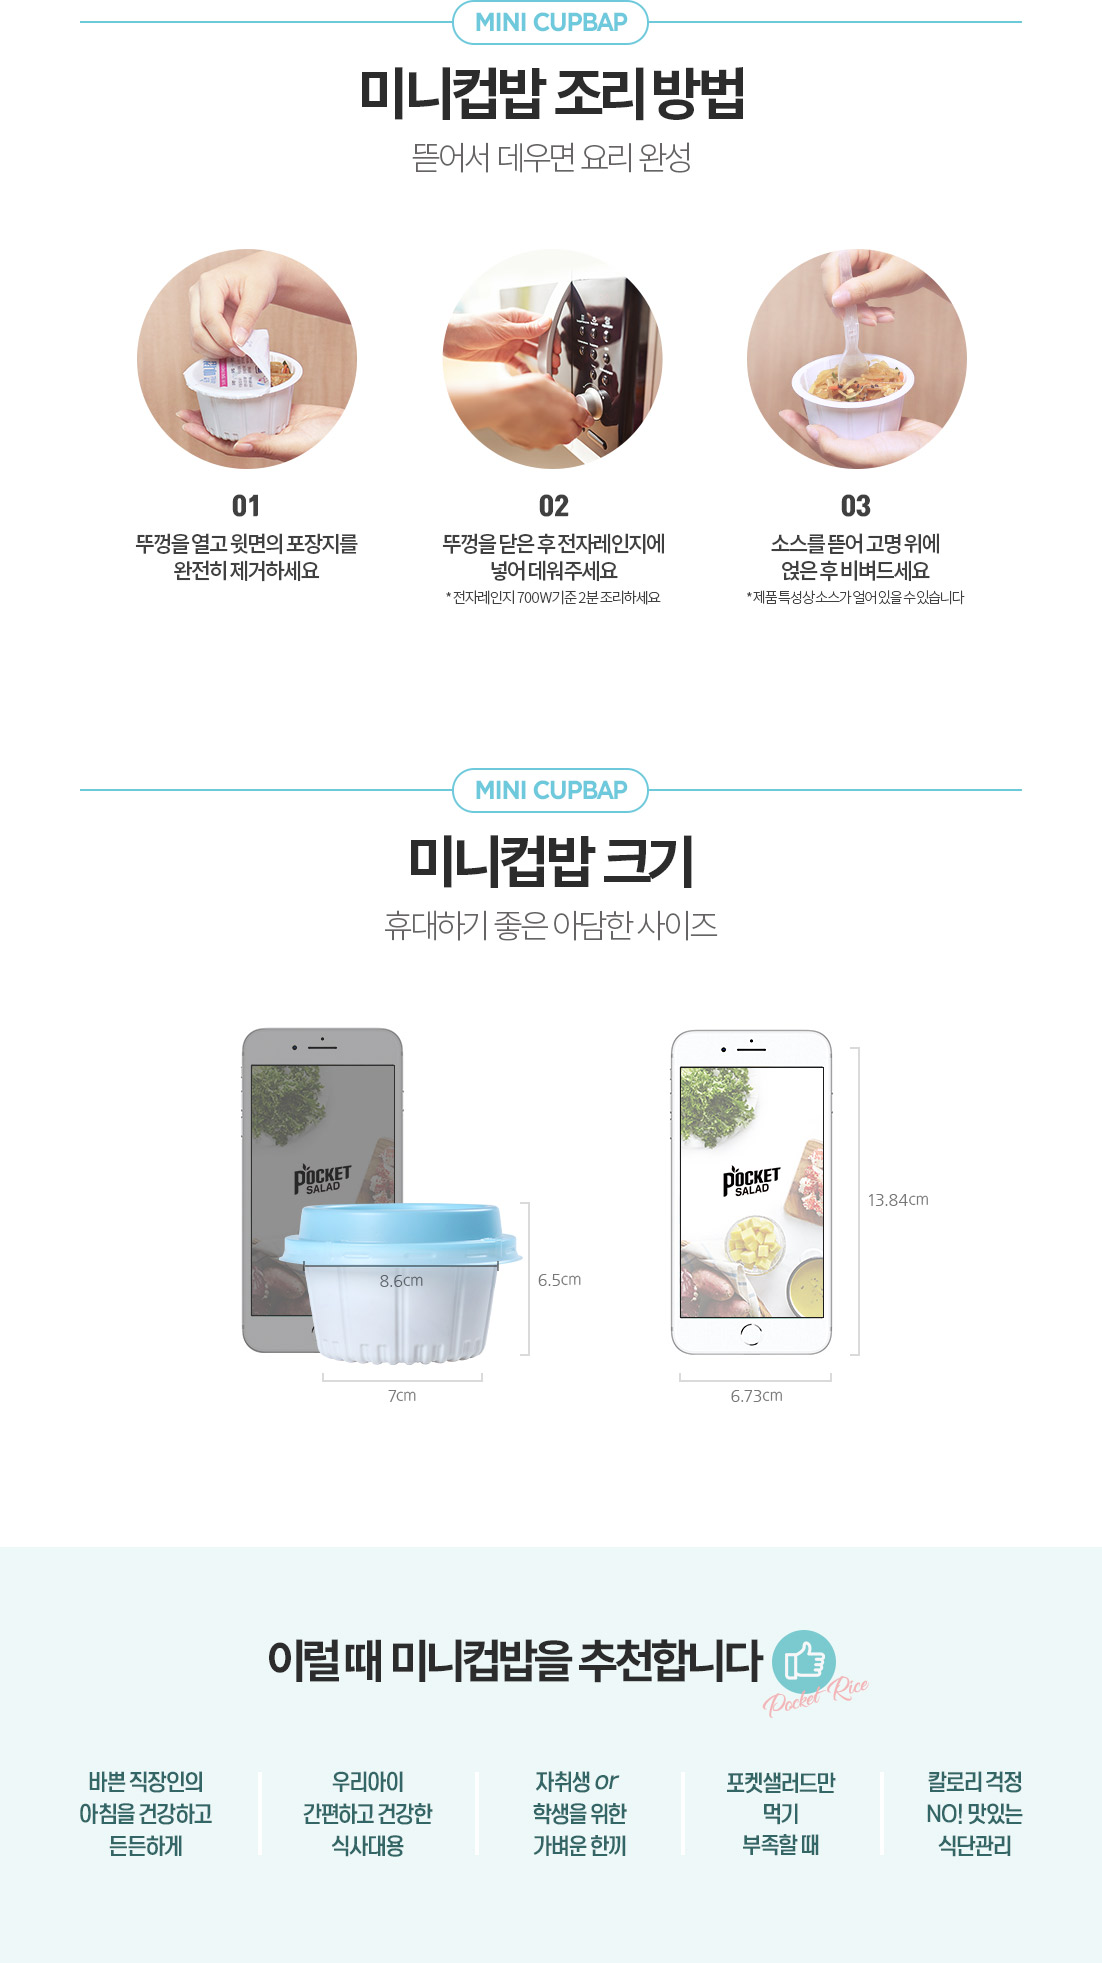 MINI CUPBAP
미니컵밥 조리 방법
뜯어서 데우면 요리 완성
01
뚜껑을 열고 윗면의 포장지를
완전히 제거하세요
02
뚜껑을 닫은 후 전자레인지에
넣어 데워주세요
* 전자레인지 700W기준 2분 조리하세요
03
소스를 뜯어 고명 위에
얹은 후 비벼드세요
* 제품 특성상 소스가 얼어있을 수 있습니다
MINI CUPBAP
미니컵밥 크기
휴대하기 좋은 아담한 사이즈
POCKET
SALAD
8.6cm
6.5cm
7cm
POCKET
SALAD
13.84cm
6.73cm
이럴 때 미니컵밥을 추천합니다
Pocket Rice
바쁜 직장인의
아침을 건강하고
든든하게
우리아이
간편하고 건강한
식사대용
자취생 or
학생을 위한
가벼운 한끼
포켓샐러드만
먹기
부족할 때
칼로리 걱정
NO! 맛있는
식단관리